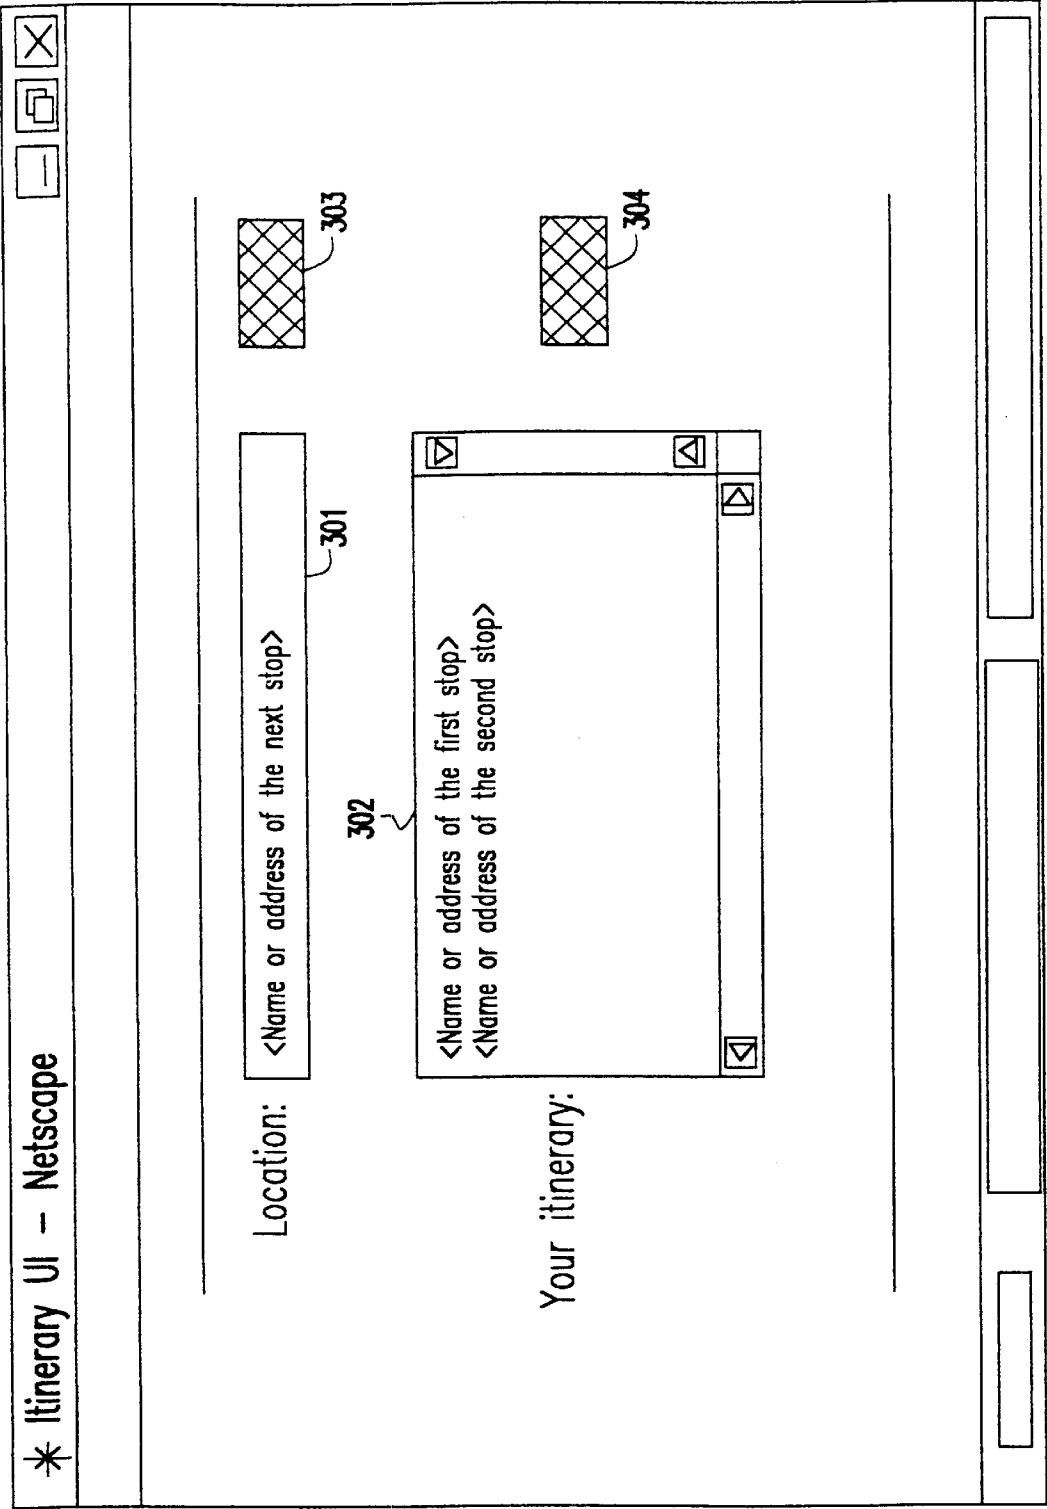 * Itinerary UI – Netscape
Location:
<Name or address of the next stop>
301
303
302
Your itinerary:
<Name or address of the first stop>
<Name or address of the second stop>
304